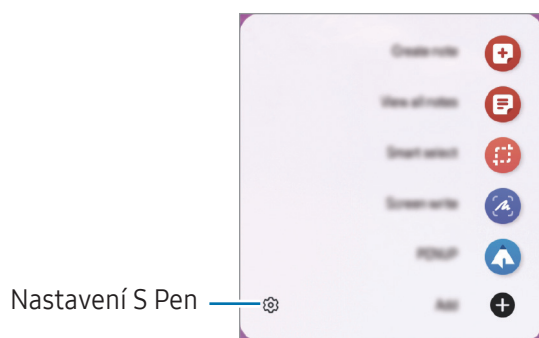 Create note
View all notes
Smart select
Screen write
PENUP
Nastavení S Pen
Add